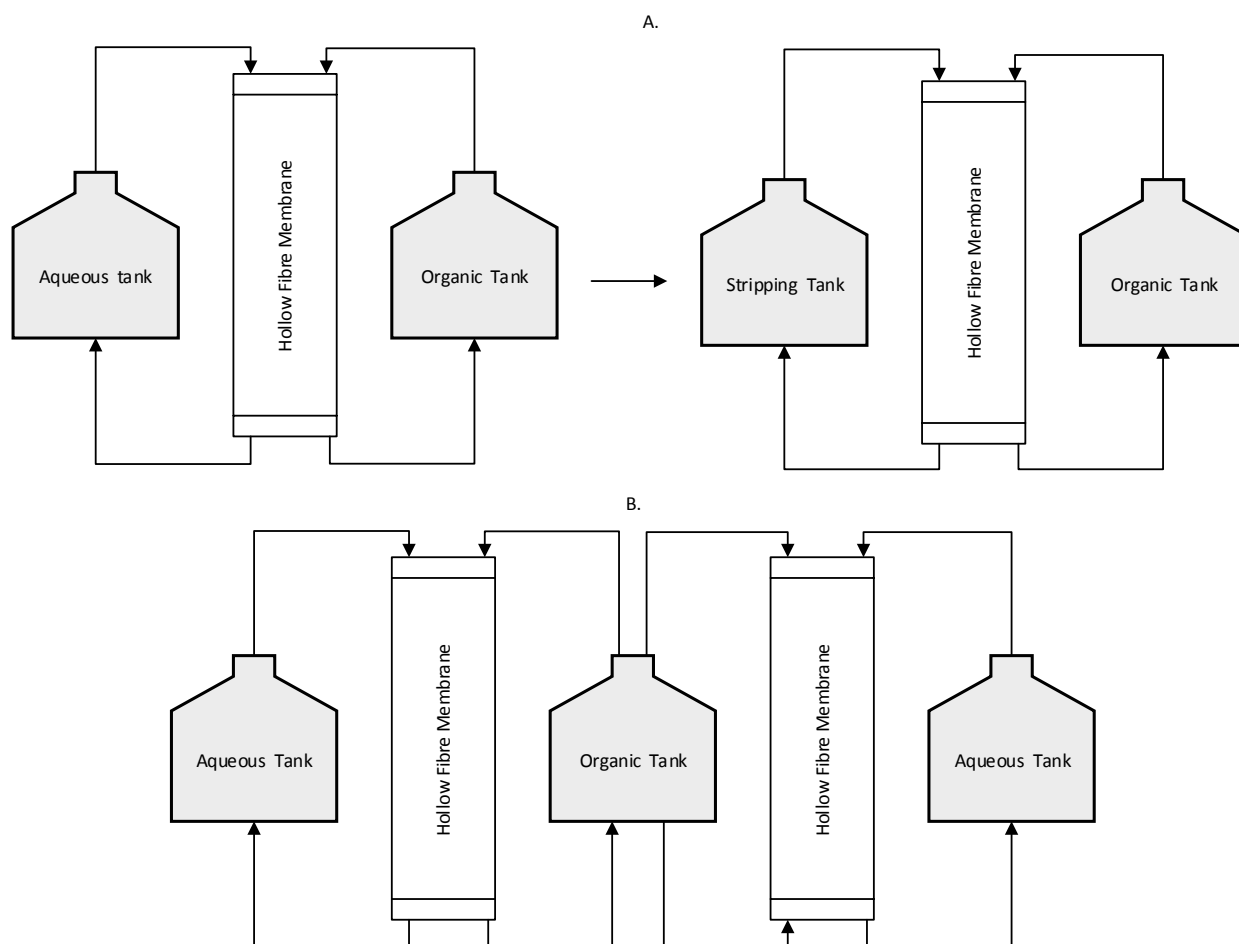 A.
Aqueous tank
Hollow Fibre Membrane
Organic Tank
Stripping Tank
Hollow Fibre Membrane
Organic Tank
B.
Aqueous Tank
Hollow Fibre Membrane
Organic Tank
Hollow Fibre Membrane
Aqueous Tank